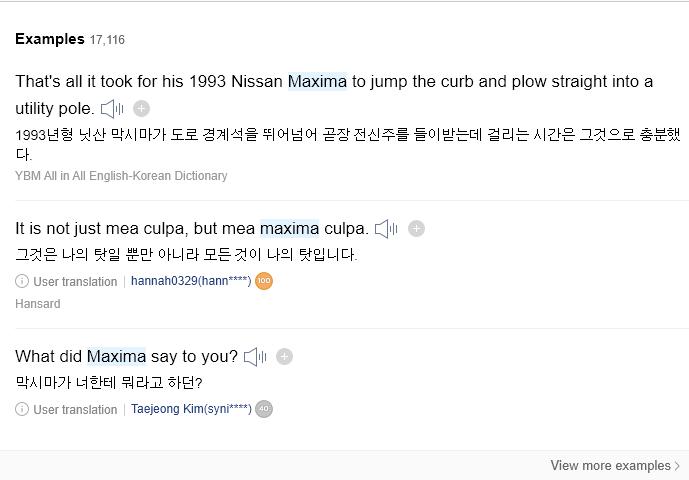 Examples 17,116
That's all it took for his 1993 Nissan Maxima to jump the curb and plow straight into a
utility pole.
1993년형 닛산 막시마가 도로 경계석을 뛰어넘어 곧장 전신주를 들이받는데 걸리는 시간은 그것으로 충분했
다.
YBM All in All English-Korean Dictionary
It is not just mea culpa, but mea maxima culpa.
그것은 나의 탓일 뿐만 아니라 모든 것이 나의 탓입니다.
User translation | hannah0329(hann****) 100
Hansard
What did Maxima say to you?
막시마가 너한테 뭐라고 하던?
User translation | Taejeong Kim(syni****) 40
View more examples